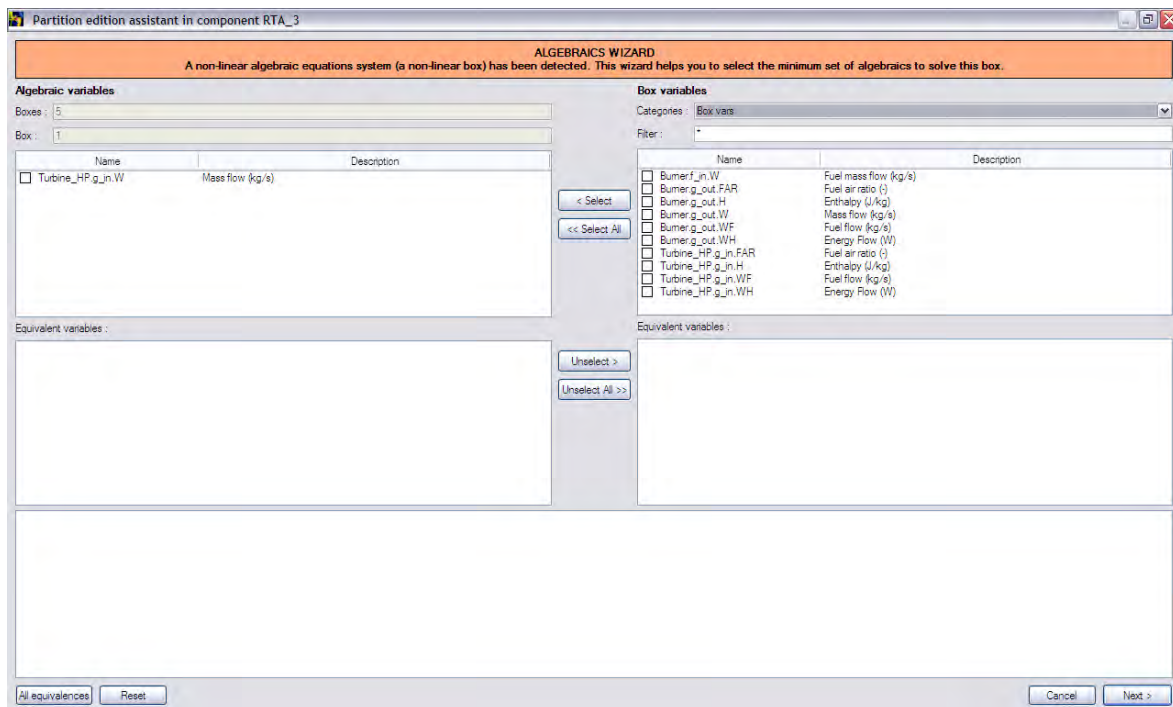 Partition edition assistant in component RTA_3
ALGEBRAICS WIZARD
A non-linear algebraic equations system (a non-linear box) has been detected. This wizard helps you to select the minimum set of algebraics to solve this box.
Algebraic variables
Boxes : 5
Box : 1
Name Description
Turbine_HP.g_in.W Mass flow (kg/s)
Equivalent variables :
< Select
<< Select All
Unselect >
Unselect All >>
Box variables
Categories : Box vars
Filter : *
Name Description
Burner.f_in.W Fuel mass flow (kg/s)
Burner.g_out.FAR Fuel air ratio (-)
Burner.g_out.H Enthalpy (J/kg)
Burner.g_out.W Mass flow (kg/s)
Burner.g_out.WF Fuel flow (kg/s)
Burner.g_out.WH Energy Flow (W)
Turbine_HP.g_in.FAR Fuel air ratio (-)
Turbine_HP.g_in.H Enthalpy (J/kg)
Turbine_HP.g_in.WF Fuel flow (kg/s)
Turbine_HP.g_in.WH Energy Flow (W)
Equivalent variables :
All equivalences Reset Cancel Next >